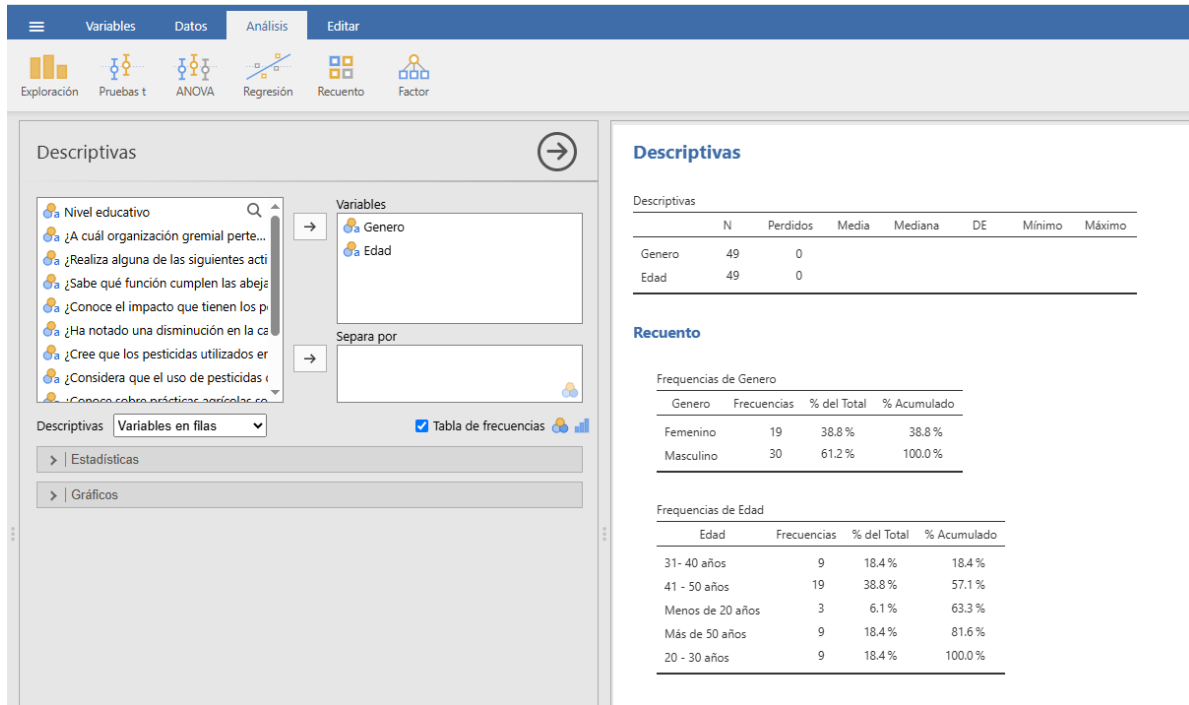 Variables Datos Análisis Editar
Exploración Pruebas t ANOVA Regresión Recuento Factor
Descriptivas
Nivel educativo
¿A cuál organización gremial perte...
¿Realiza alguna de las siguientes acti
¿Sabe qué función cumplen las abeja
¿Conoce el impacto que tienen los p
¿Ha notado una disminución en la ca
¿Cree que los pesticidas utilizados er
¿Considera que el uso de pesticidas
¿Conoce sobre prácticas agrícolas so
Variables
Genero
Edad
Separa por
Descriptivas Variables en filas Tabla de frecuencias
Estadísticas
Gráficos
Descriptivas
Descriptivas
N Perdidos Media Mediana DE Mínimo Máximo
Genero 49 0
Edad 49 0
Recuento
Frequencias de Genero
Genero Frecuencias % del Total % Acumulado
Femenino 19 38.8 % 38.8 %
Masculino 30 61.2 % 100.0 %
Frequencias de Edad
Edad Frecuencias % del Total % Acumulado
31- 40 años 9 18.4 % 18.4 %
41 - 50 años 19 38.8 % 57.1 %
Menos de 20 años 3 6.1 % 63.3 %
Más de 50 años 9 18.4 % 81.6 %
20 - 30 años 9 18.4 % 100.0 %